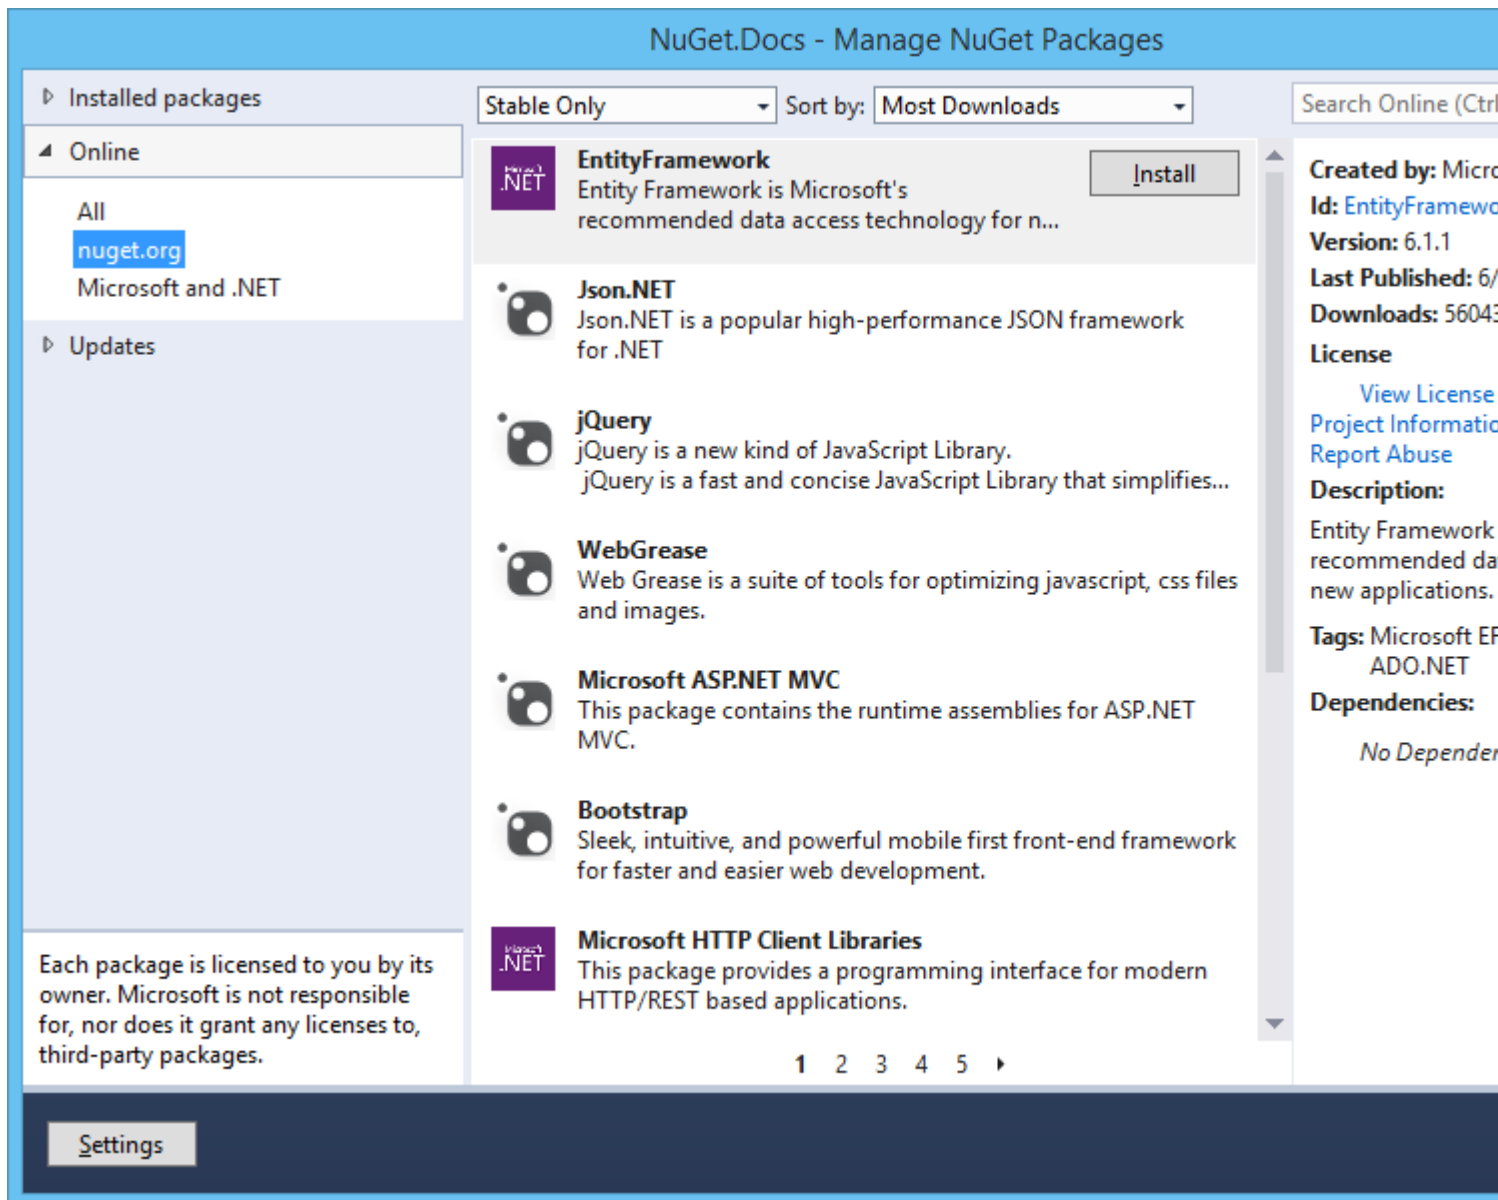 NuGet.Docs - Manage NuGet Packages
Installed packages
Online
All
nuget.org
Microsoft and .NET
Updates
Each package is licensed to you by its
owner. Microsoft is not responsible
for, nor does it grant any licenses to,
third-party packages.
Stable Only
Sort by: Most Downloads
.NET
EntityFramework
Entity Framework is Microsoft's
recommended data access technology for n...
Install
Json.NET
Json.NET is a popular high-performance JSON framework
for .NET
jQuery
jQuery is a new kind of JavaScript Library.
jQuery is a fast and concise JavaScript Library that simplifies...
WebGrease
Web Grease is a suite of tools for optimizing javascript, css files
and images.
Microsoft ASP.NET MVC
This package contains the runtime assemblies for ASP.NET
MVC.
Bootstrap
Sleek, intuitive, and powerful mobile first front-end framework
for faster and easier web development.
.NET
Microsoft HTTP Client Libraries
This package provides a programming interface for modern
HTTP/REST based applications.
1 2 3 4 5
Search Online (Ctrl
Created by: Micro
Id: EntityFramewo
Version: 6.1.1
Last Published: 6/
Downloads: 56043
License
View License
Project Informatio
Report Abuse
Description:
Entity Framework
recommended da
new applications.
Tags: Microsoft EF
ADO.NET
Dependencies:
No Depender
Settings